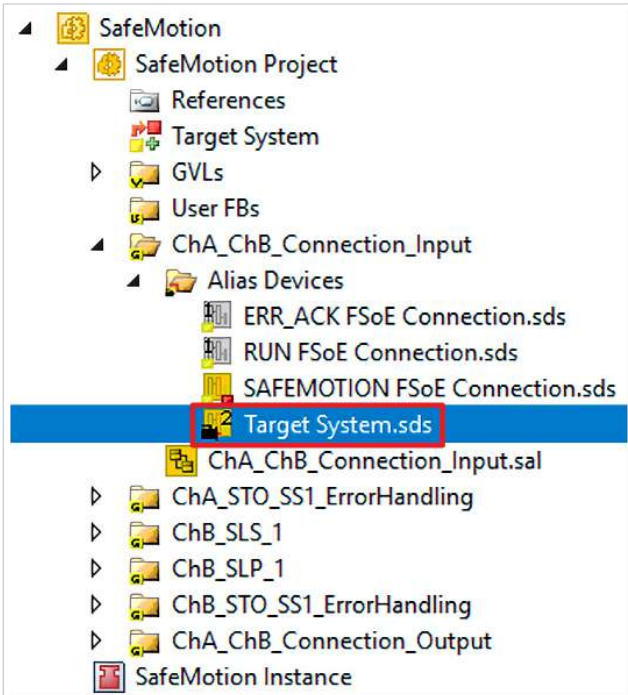 SafeMotion
SafeMotion Project
References
Target System
GVLs
User FBs
ChA_ChB_Connection_Input
Alias Devices
ERR_ACK FSoE Connection.sds
RUN FSoE Connection.sds
SAFEMOTION FSoE Connection.sds
Target System.sds
ChA_ChB_Connection_Input.sal
ChA_STO_SS1_ErrorHandling
ChB_SLS_1
ChB_SLP_1
ChB_STO_SS1_ErrorHandling
ChA_ChB_Connection_Output
SafeMotion Instance